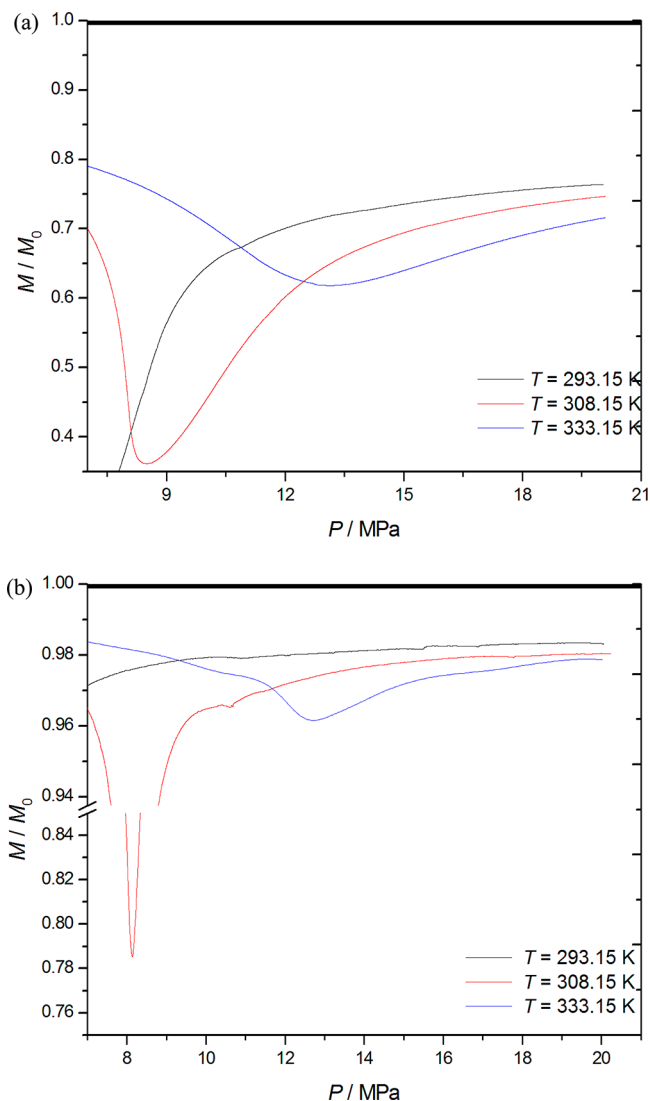 (a)
1.0
0.9
0.8
0.7
0.6
0.5
0.4
M / M0
9 12 15 18 21
P / MPa
T = 293.15 K
T = 308.15 K
T = 333.15 K
(b)
1.00
0.98
0.96
0.94
0.84
0.82
0.80
0.78
0.76
M / M0
8 10 12 14 16 18 20
P / MPa
T = 293.15 K
T = 308.15 K
T = 333.15 K